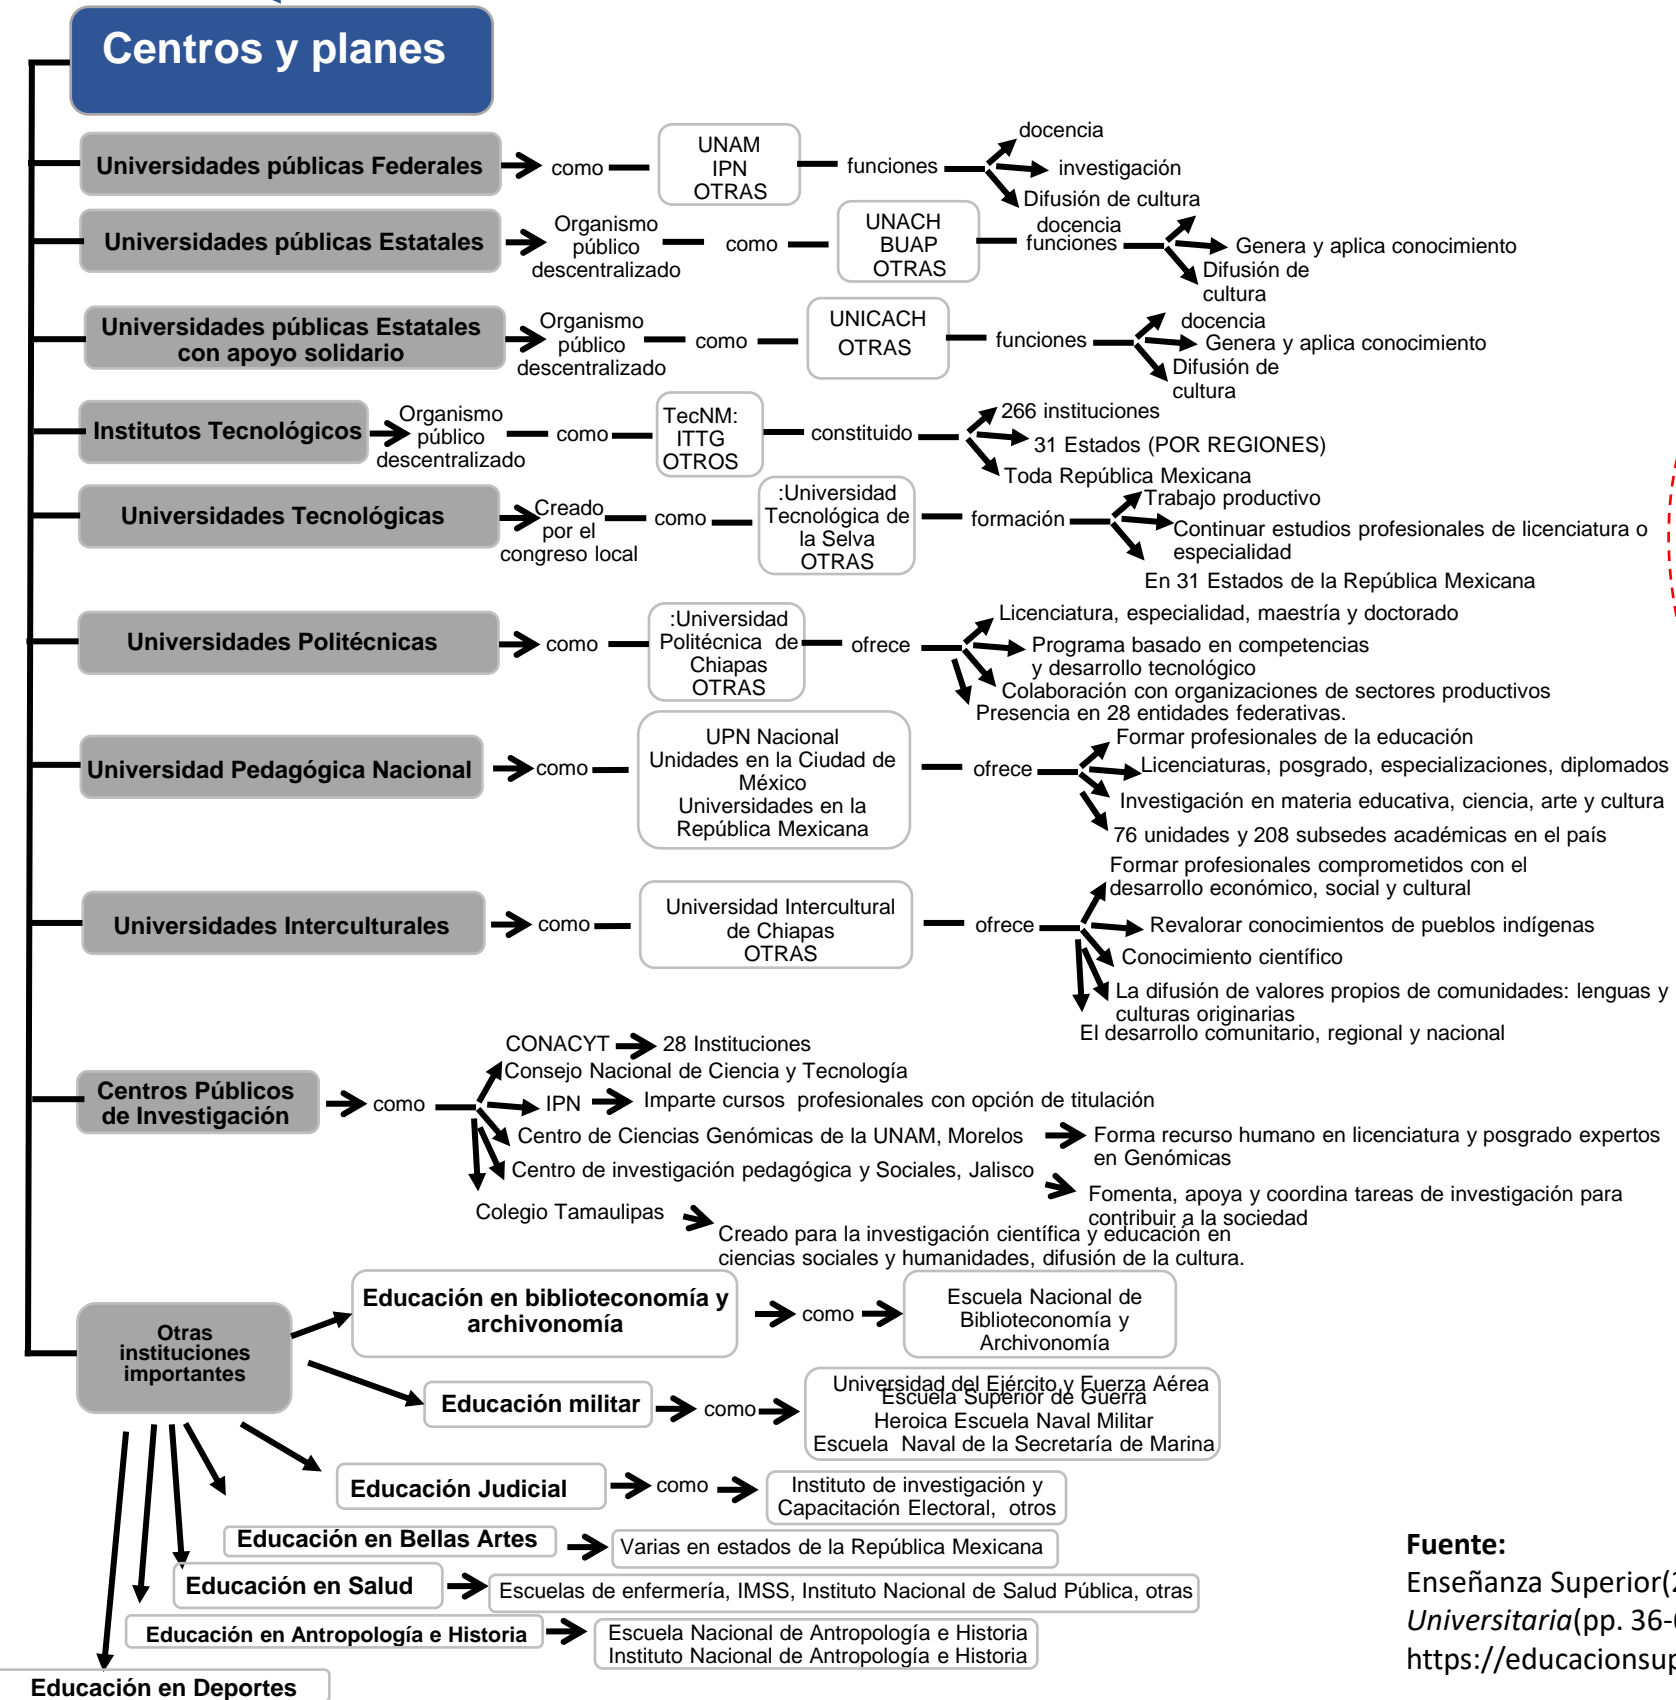 Centros y planes
Universidades públicas Federales
como
UNAM
IPN
OTRAS
funciones
docencia
investigación
Difusión de cultura
Universidades públicas Estatales
Organismo
público
descentralizado
como
UNACH
BUAP
OTRAS
funciones
docencia
Genera y aplica conocimiento
Difusión de
cultura
Universidades públicas Estatales
con apoyo solidario
Organismo
público
descentralizado
como
UNICACH
OTRAS
funciones
docencia
Genera y aplica conocimiento
Difusión de
cultura
Institutos Tecnológicos
Organismo
público
descentralizado
como
TecNM:
ITTG
OTROS
constituido
266 instituciones
31 Estados (POR REGIONES)
Toda República Mexicana
Universidades Tecnológicas
Creado
por el
congreso local
como
:Universidad
Tecnológica de
la Selva
OTRAS
formación
Trabajo productivo
Continuar estudios profesionales de licenciatura o
especialidad
En 31 Estados de la República Mexicana
Universidades Politécnicas
como
:Universidad
Politécnica de
Chiapas
OTRAS
ofrece
Licenciatura, especialidad, maestría y doctorado
Programa basado en competencias
y desarrollo tecnológico
Colaboración con organizaciones de sectores productivos
Presencia en 28 entidades federativas.
Universidad Pedagógica Nacional
como
UPN Nacional
Unidades en la Ciudad de
México
Universidades en la
República Mexicana
ofrece
Formar profesionales de la educación
Licenciaturas, posgrado, especializaciones, diplomados
Investigación en materia educativa, ciencia, arte y cultura
76 unidades y 208 subsedes académicas en el país
Universidades Interculturales
como
Universidad Intercultural
de Chiapas
OTRAS
ofrece
Formar profesionales comprometidos con el
desarrollo económico, social y cultural
Revalorar conocimientos de pueblos indígenas
Conocimiento científico
La difusión de valores propios de comunidades: lenguas y
culturas originarias
El desarrollo comunitario, regional y nacional
Centros Públicos
de Investigación
como
CONACYT
28 Instituciones
Consejo Nacional de Ciencia y Tecnología
IPN
Imparte cursos profesionales con opción de titulación
Centro de Ciencias Genómicas de la UNAM, Morelos
Forma recurso humano en licenciatura y posgrado expertos
en Genómicas
Centro de investigación pedagógica y Sociales, Jalisco
Fomenta, apoya y coordina tareas de investigación para
contribuir a la sociedad
Colegio Tamaulipas
Creado para la investigación científica y educación en
ciencias sociales y humanidades, difusión de la cultura.
Otras
instituciones
importantes
Educación en biblioteconomía y
archivonomía
como
Escuela Nacional de
Biblioteconomía y
Archivonomía
Educación militar
como
Universidad del Ejército y Fuerza Aérea
Escuela Superior de Guerra
Heroica Escuela Naval Militar
Escuela Naval de la Secretaría de Marina
Educación Judicial
como
Instituto de investigación y
Capacitación Electoral, otros
Educación en Bellas Artes
Varias en estados de la República Mexicana
Educación en Salud
Escuelas de enfermería, IMSS, Instituto Nacional de Salud Pública, otras
Educación en Antropología e Historia
Escuela Nacional de Antropología e Historia
Instituto Nacional de Antropología e Historia
Educación en Deportes
Fuente:
Enseñanza Superior(
Universitaria(pp. 36-
https://educacionsup